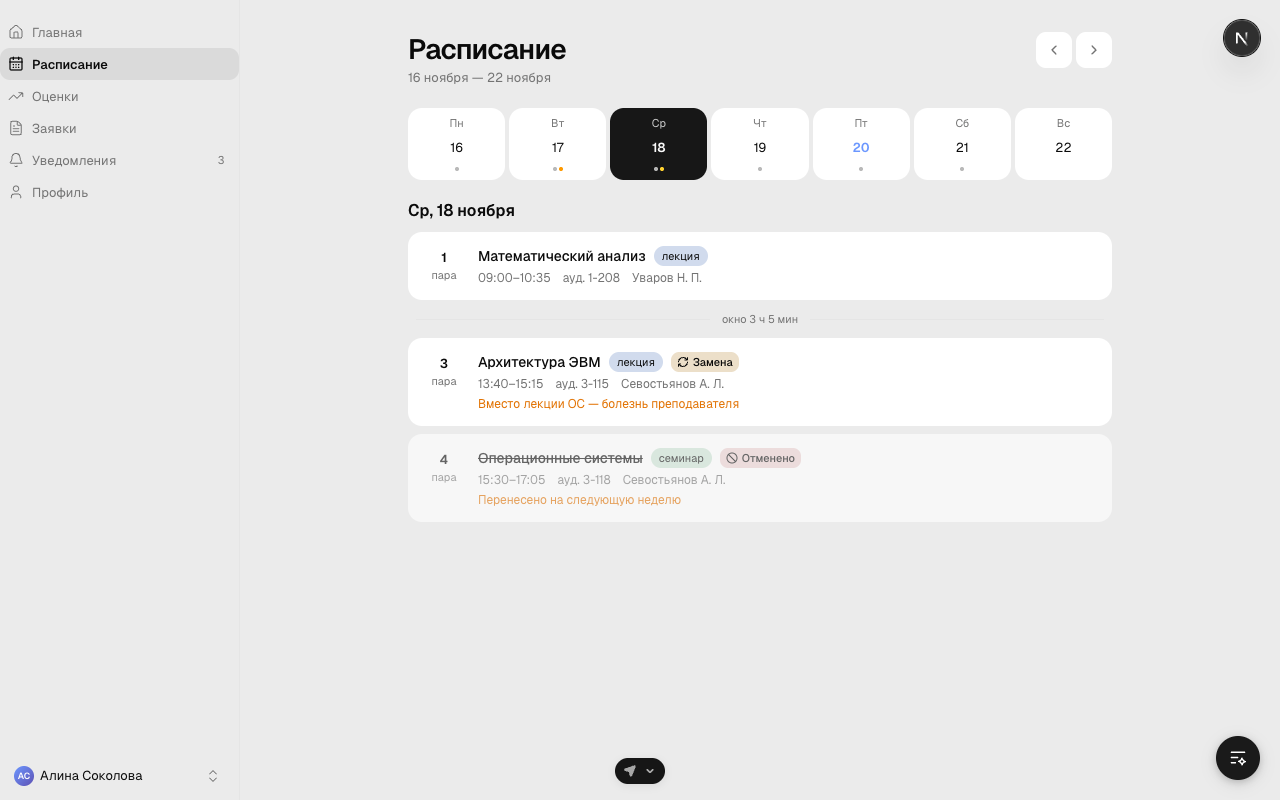 Главная
Расписание
Оценки
Заявки
Уведомления 3
Профиль
Расписание
16 ноября — 22 ноября
Пн Вт Ср Чт Пт Сб Вс
16 17 18 19 20 21 22
Ср, 18 ноября
1 Математический анализ лекция
пара 09:00–10:35 ауд. 1-208 Уваров Н. П.
окно 3 ч 5 мин
3 Архитектура ЭВМ лекция Замена
пара 13:40–15:15 ауд. 3-115 Севостьянов А. Л.
Вместо лекции ОС — болезнь преподавателя
4 Операционные системы семинар Отменено
пара 15:30–17:05 ауд. 3-118 Севостьянов А. Л.
Перенесено на следующую неделю
АС Алина Соколова
N